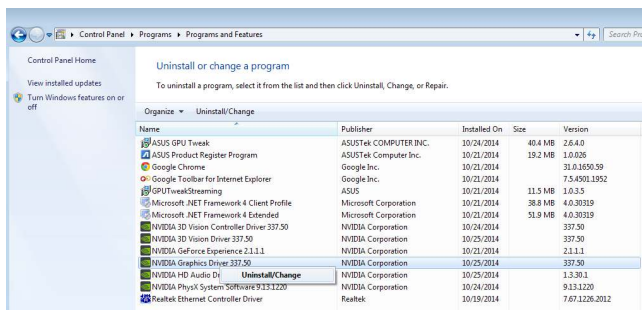 Control Panel ▸ Programs ▸ Programs and Features
Search Pro
Control Panel Home
View installed updates
Turn Windows features on or off
Uninstall or change a program
To uninstall a program, select it from the list and then click Uninstall, Change, or Repair.
Organize Uninstall/Change
Name Publisher Installed On Size Version
ASUS GPU Tweak ASUSTek COMPUTER INC. 10/24/2014 40.4 MB 2.6.4.0
ASUS Product Register Program ASUSTek Computer Inc. 10/21/2014 19.2 MB 1.0.026
Google Chrome Google Inc. 10/21/2014 31.0.1650.59
Google Toolbar for Internet Explorer Google Inc. 10/21/2014 7.5.4501.1952
GPUTweakStreaming ASUS 10/21/2014 11.5 MB 1.0.3.5
Microsoft .NET Framework 4 Client Profile Microsoft Corporation 10/21/2014 38.8 MB 4.0.30319
Microsoft .NET Framework 4 Extended Microsoft Corporation 10/21/2014 51.9 MB 4.0.30319
NVIDIA 3D Vision Controller Driver 337.50 NVIDIA Corporation 10/24/2014 337.50
NVIDIA 3D Vision Driver 337.50 NVIDIA Corporation 10/25/2014 337.50
NVIDIA GeForce Experience 2.1.1.1 NVIDIA Corporation 10/21/2014 2.1.1.1
NVIDIA Graphics Driver 337.50 NVIDIA Corporation 10/25/2014 337.50
NVIDIA HD Audio Dr Uninstall/Change NVIDIA Corporation 10/25/2014 1.3.30.1
NVIDIA PhysX System Software 9.13.1220 NVIDIA Corporation 10/24/2014 9.13.1220
Realtek Ethernet Controller Driver Realtek 10/19/2014 7.67.1226.2012